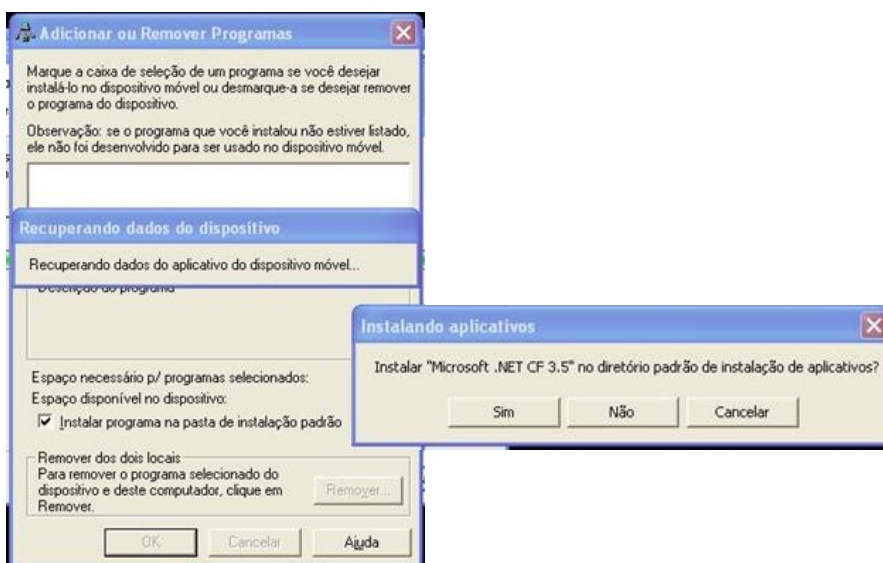 Adicionar ou Remover Programas
Marque a caixa de seleção de um programa se você desejar
instalá-lo no dispositivo móvel ou desmarque-a se desejar remover
o programa do dispositivo.
Observação: se o programa que você instalou não estiver listado,
ele não foi desenvolvido para ser usado no dispositivo móvel.
Recuperando dados do dispositivo
Recuperando dados do aplicativo do dispositivo móvel...
Descrição do programa
Espaço necessário p/ programas selecionados:
Espaço disponível no dispositivo:
Instalar programa na pasta de instalação padrão
Remover dos dois locais
Para remover o programa selecionado do
dispositivo e deste computador, clique em
Remover.
Remover...
OK
Cancelar
Ajuda
Instalando aplicativos
Instalar "Microsoft .NET CF 3.5" no diretório padrão de instalação de aplicativos?
Sim
Não
Cancelar